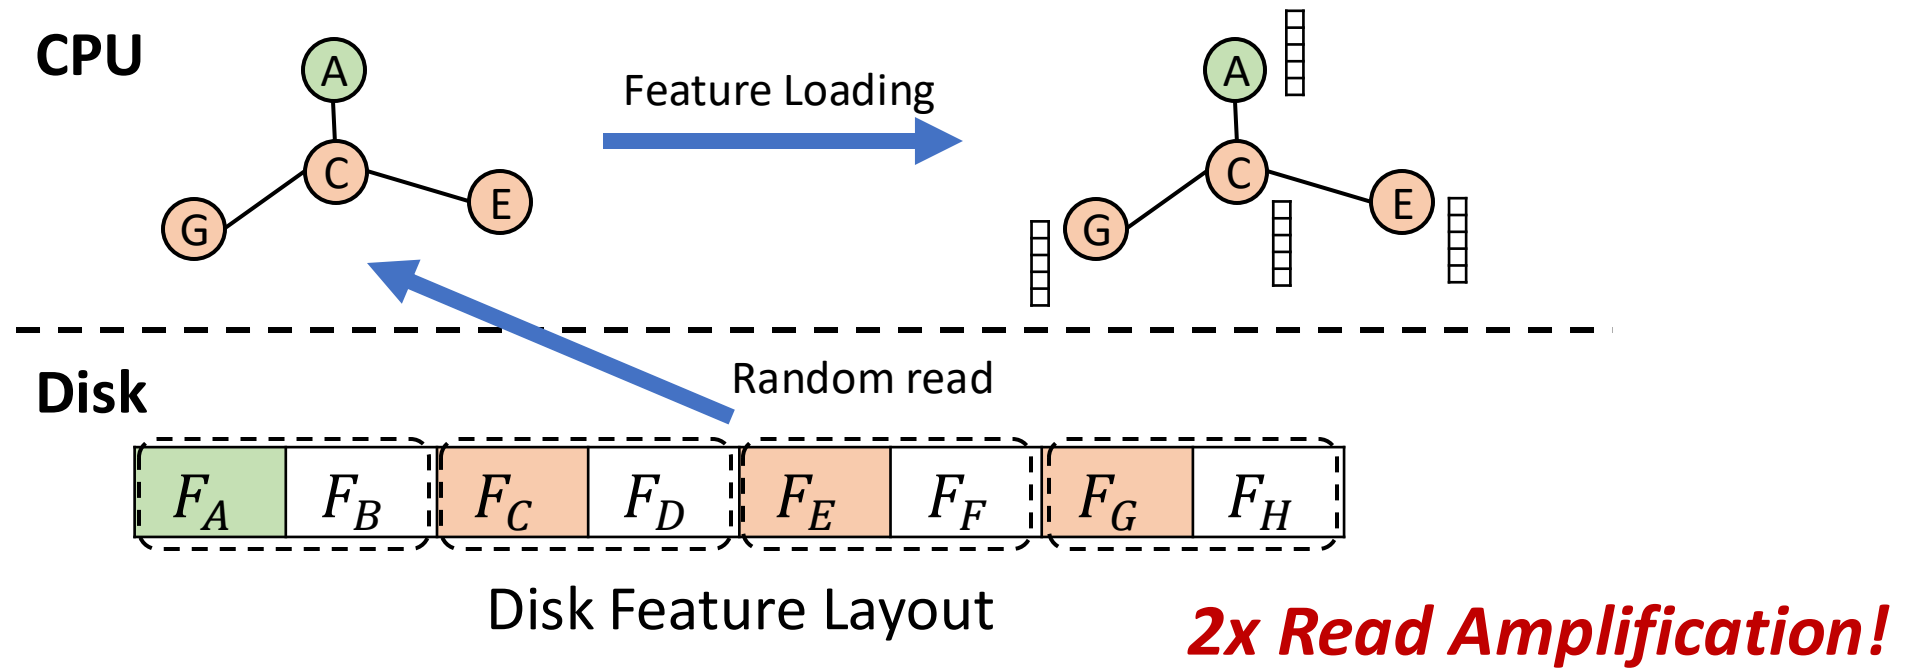 CPU
A
C
G
E
Feature Loading
A
C
G
E
Random read
Disk
F_A F_B F_C F_D F_E F_F F_G F_H
Disk Feature Layout
2x Read Amplification!